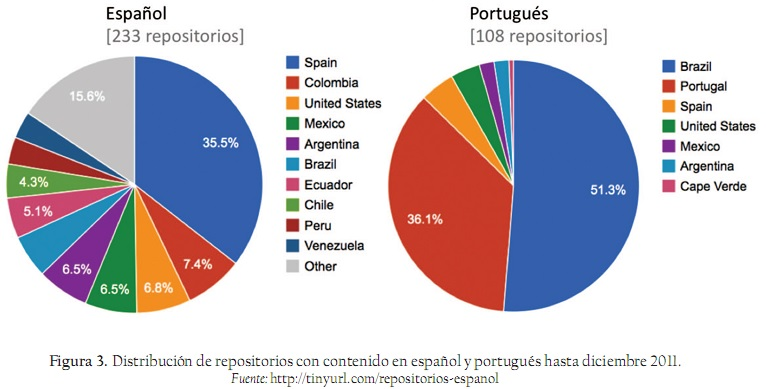 Español
[233 repositorios]
35.5%
7.4%
6.8%
6.5%
6.5%
5.1%
4.3%
15.6%
Spain
Colombia
United States
Mexico
Argentina
Brazil
Ecuador
Chile
Peru
Venezuela
Other
Portugués
[108 repositorios]
51.3%
36.1%
Brazil
Portugal
Spain
United States
Mexico
Argentina
Cape Verde
Figura 3. Distribución de repositorios con contenido en español y portugués hasta diciembre 2011.
Fuente: http://tinyurl.com/repositorios-espanol